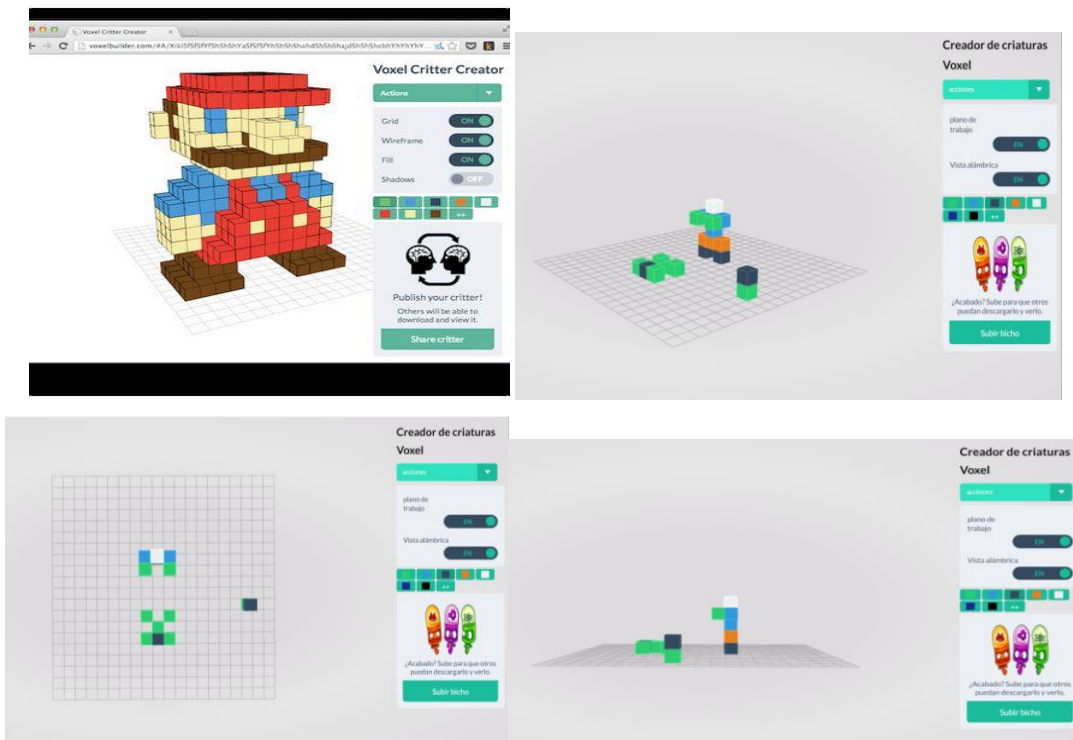 Voxel Critter Creator
Voxel Critter Creator
Actions
Grid
ON
Wireframe
ON
Fill
ON
Shadows
OFF
++
Publish your critter!
Others will be able to
download and view it.
Share critter
Creador de criaturas
Voxel
acciones
plano de
trabajo
EN
Vista alámbrica
EN
++
¿Acabado? Sube para que otros
puedan descargarlo y verlo.
Subir bicho
Creador de criaturas
Voxel
acciones
plano de
trabajo
EN
Vista alámbrica
EN
++
¿Acabado? Sube para que otros
puedan descargarlo y verlo.
Subir bicho
Creador de criaturas
Voxel
acciones
plano de
trabajo
EN
Vista alámbrica
EN
++
¿Acabado? Sube para que otros
puedan descargarlo y verlo.
Subir bicho